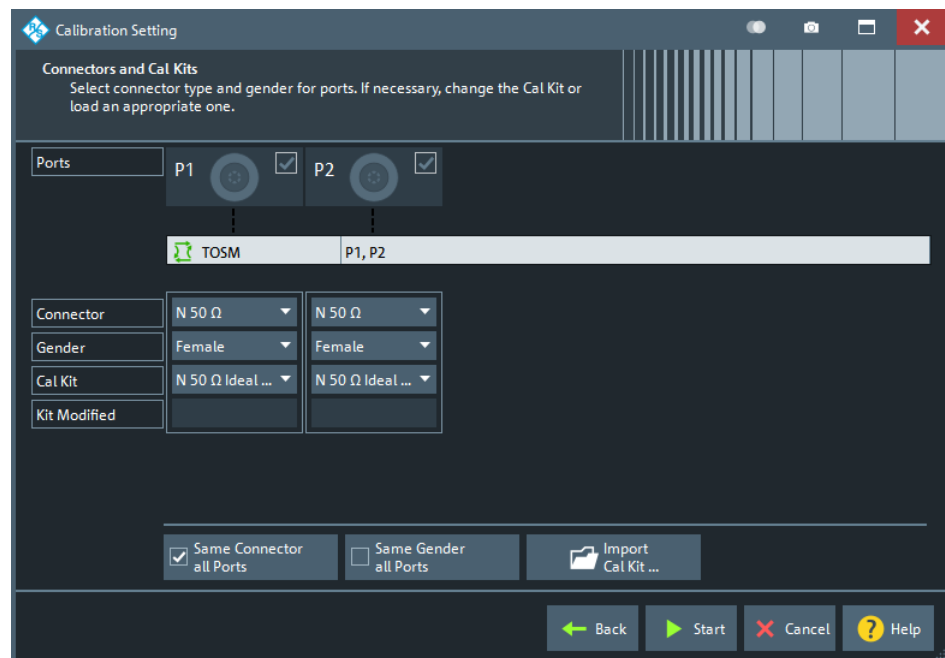 R/S Calibration Setting
Connectors and Cal Kits
Select connector type and gender for ports. If necessary, change the Cal Kit or
load an appropriate one.
Ports P1 P2
TOSM P1, P2
Connector N 50 Ω N 50 Ω
Gender Female Female
Cal Kit N 50 Ω Ideal ... N 50 Ω Ideal ...
Kit Modified
Same Connector
all Ports
Same Gender
all Ports
Import
Cal Kit ...
Back Start Cancel ? Help